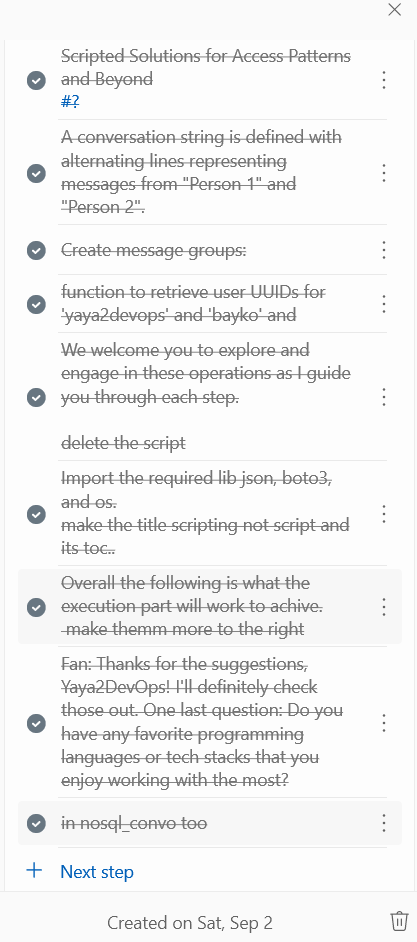 Scripted Solutions for Access Patterns
and Beyond
#?
A conversation string is defined with
alternating lines representing
messages from "Person 1" and
"Person 2".
Create message groups:
function to retrieve user UUIDs for
'yaya2devops' and 'bayko' and
We welcome you to explore and
engage in these operations as I guide
you through each step.
delete the script
Import the required lib json, boto3,
and os.
make the title scripting not script and
its toc..
Overall the following is what the
execution part will work to achive.
make themm more to the right
Fan: Thanks for the suggestions,
Yaya2DevOps! I'll definitely check
those out. One last question: Do you
have any favorite programming
languages or tech stacks that you
enjoy working with the most?
in nosql_convo too
Next step
Created on Sat, Sep 2